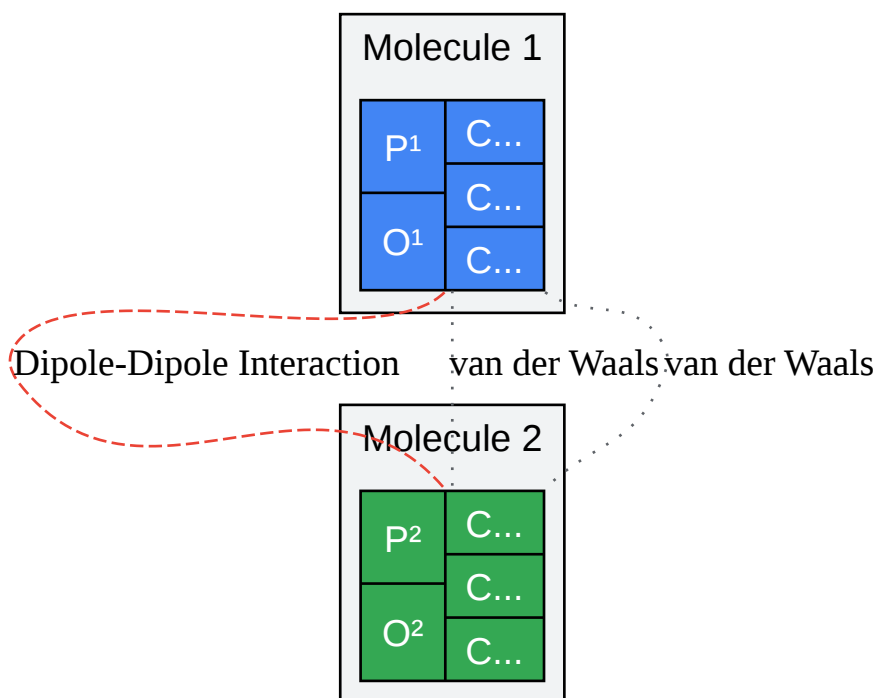 Molecule 1
P¹
O¹
C...
C...
C...
Dipole-Dipole Interaction
van der Waals
van der Waals
Molecule 2
P²
O²
C...
C...
C...